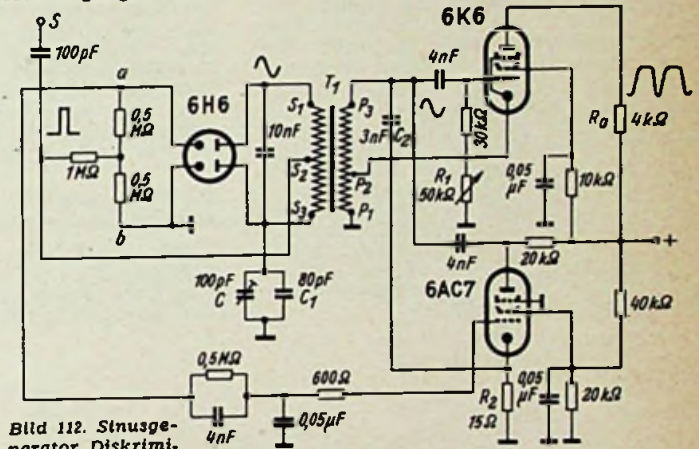 S
100pF
a
0,5
MΩ
1MΩ
0,5
MΩ
b
6H6
10nF
T1
S1
S2
S3
P3
P2
P1
100pF
C
80pF
C1
3nF
C2
4nF
6K6
30kΩ
R1
50kΩ
0,05
µF
10kΩ
Ra
4kΩ
+
4nF
20kΩ
6AC7
40kΩ
R2
15Ω
0,05
µF
20kΩ
0,5MΩ
4nF
600Ω
0,05µF
Bild 112. Sinusge-
nerator, Diskrimi-